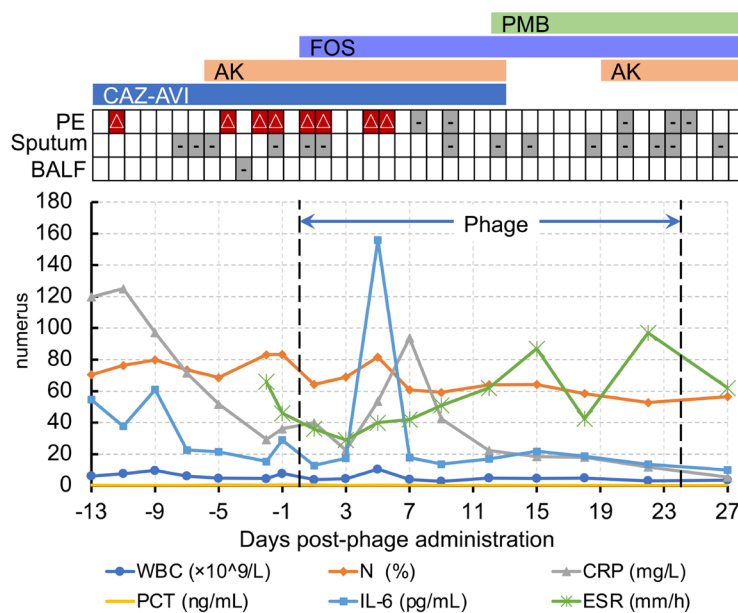 PMB
FOS
AK AK
CAZ-AVI
PE △ △ △ △ △ △ △ △ - - - - -
Sputum - - - - - - - - - - - - - -
BALF -
180
160
140
120
100
80
60
40
20
0
numerus
Phage
-13 -9 -5 -1 3 7 11 15 19 23 27
Days post-phage administration
WBC (×10^9/L) N (%) CRP (mg/L)
PCT (ng/mL) IL-6 (pg/mL) ESR (mm/h)